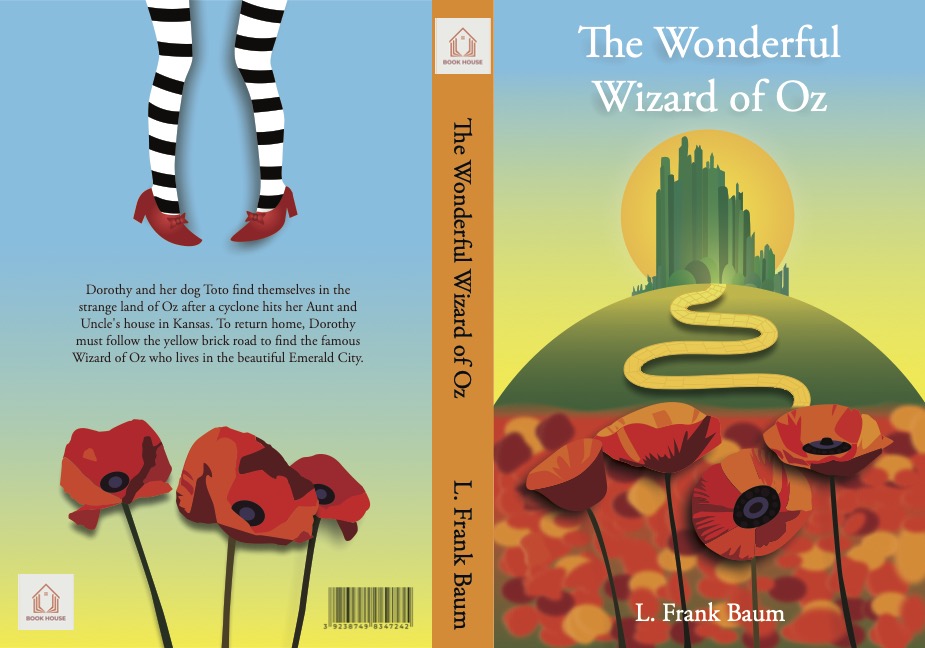 Dorothy and her dog Toto find themselves in the
strange land of Oz after a cyclone hits her Aunt and
Uncle's house in Kansas. To return home, Dorothy
must follow the yellow brick road to find the famous
Wizard of Oz who lives in the beautiful Emerald City.
BOOK HOUSE
3 9238749 8347242
BOOK HOUSE
The Wonderful Wizard of Oz
L. Frank Baum
The Wonderful
Wizard of Oz
L. Frank Baum